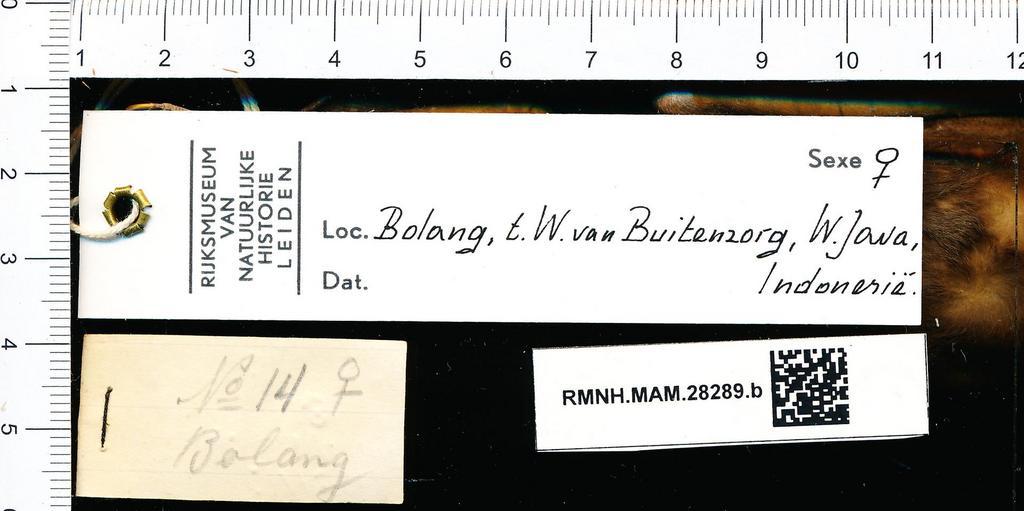 1 2 3 4 5 6 7 8 9 10 11 12
1
2
3
4
5
RIJKSMUSEUM
VAN
NATUURLIJKE
HISTORIE
LEIDEN
Sexe ♀
Loc. Bolang, t.W. van Buitenzorg, W. Java,
Dat. Indonesië.
No 14 ♀
Bolang
RMNH.MAM.28289.b